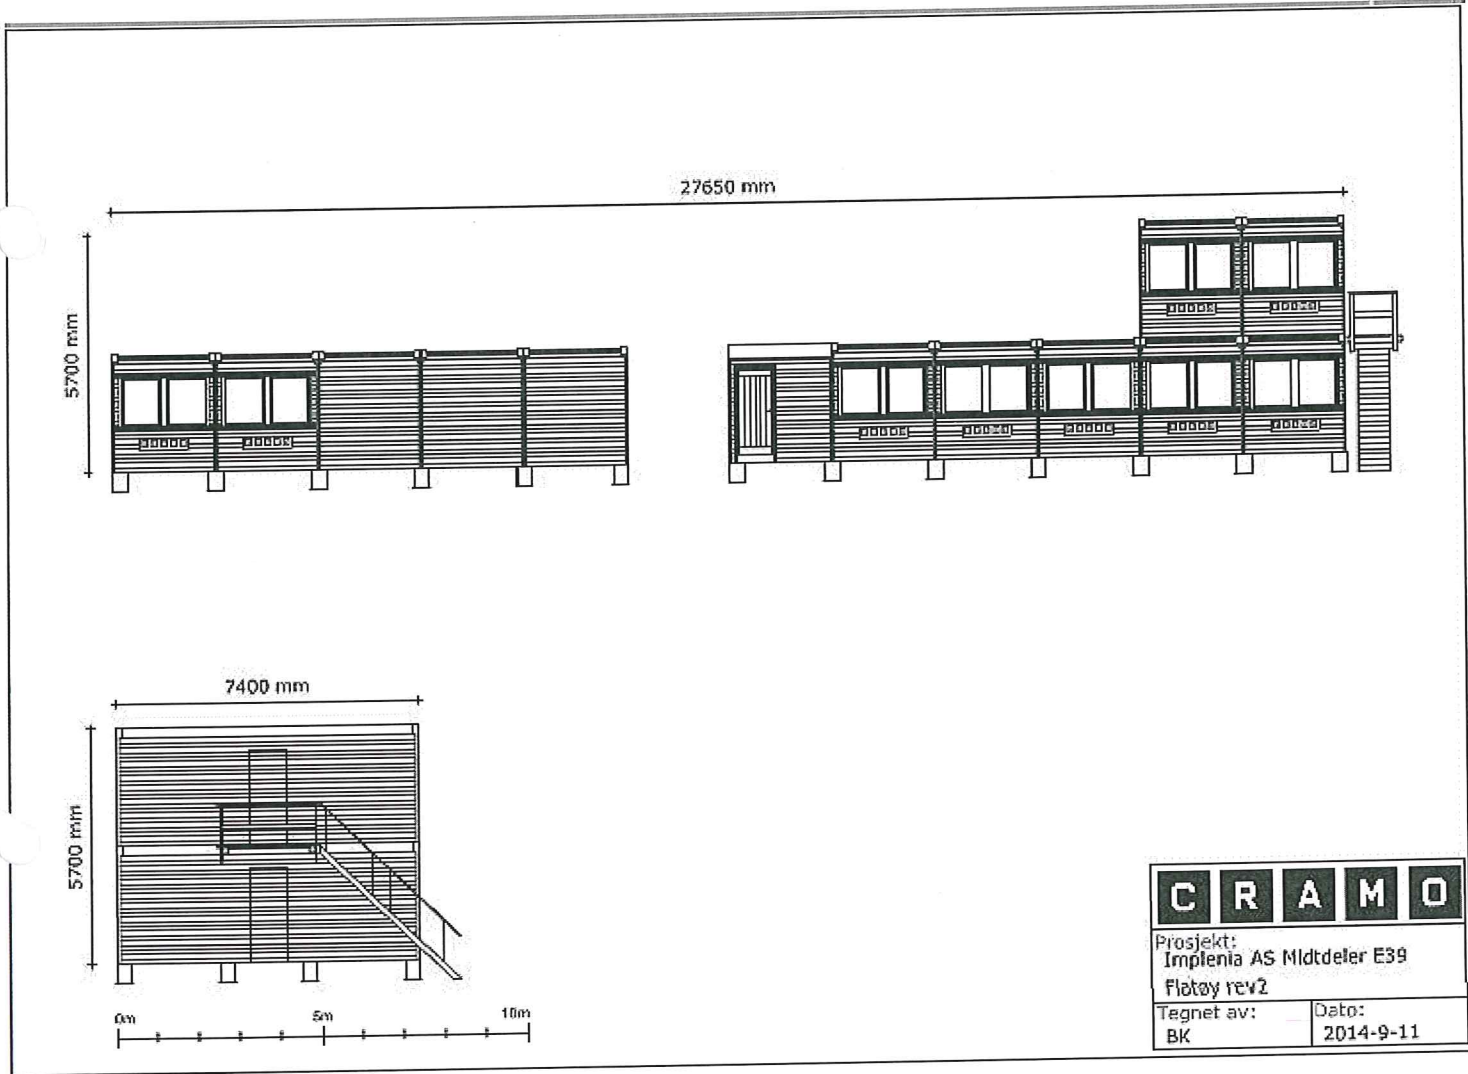 27650 mm
5700 mm
7400 mm
5700 mm
0m 5m 10m
CRAMO
Prosjekt:
Implenia AS Midtdeler E39
Flatøy rev2
Tegnet av:
BK
Dato:
2014-9-11